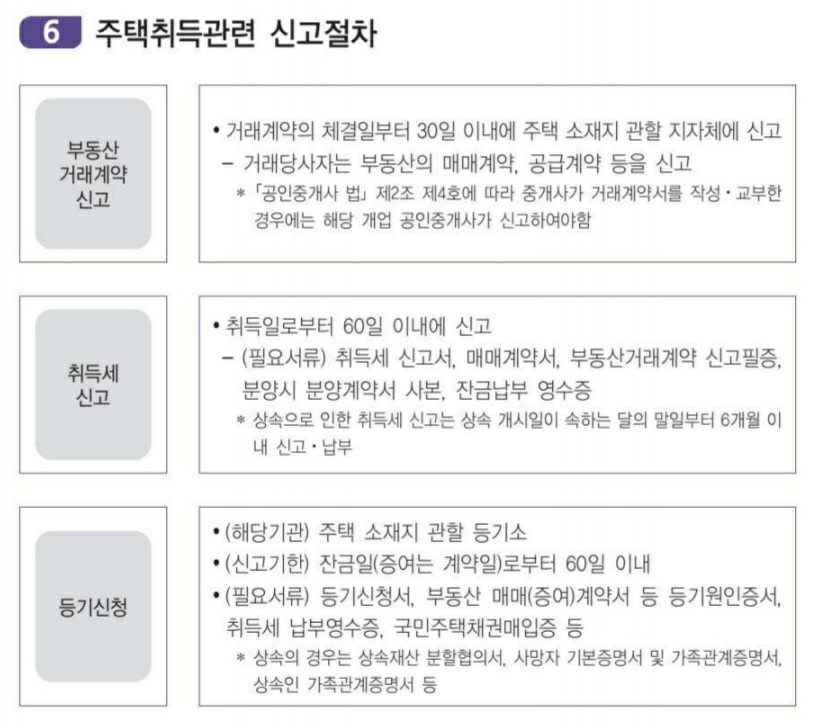 6 주택취득관련 신고절차
부동산
거래계약
신고
• 거래계약의 체결일부터 30일 이내에 주택 소재지 관할 지자체에 신고
– 거래당사자는 부동산의 매매계약, 공급계약 등을 신고
* 「공인중개사 법」 제2조 제4호에 따라 중개사가 거래계약서를 작성・교부한
경우에는 해당 개업 공인중개사가 신고하여야함
취득세
신고
• 취득일로부터 60일 이내에 신고
– (필요서류) 취득세 신고서, 매매계약서, 부동산거래계약 신고필증,
분양시 분양계약서 사본, 잔금납부 영수증
* 상속으로 인한 취득세 신고는 상속 개시일이 속하는 달의 말일부터 6개월 이
내 신고・납부
등기신청
• (해당기관) 주택 소재지 관할 등기소
• (신고기한) 잔금일(증여는 계약일)로부터 60일 이내
• (필요서류) 등기신청서, 부동산 매매(증여)계약서 등 등기원인증서,
취득세 납부영수증, 국민주택채권매입증 등
* 상속의 경우는 상속재산 분할협의서, 사망자 기본증명서 및 가족관계증명서,
상속인 가족관계증명서 등